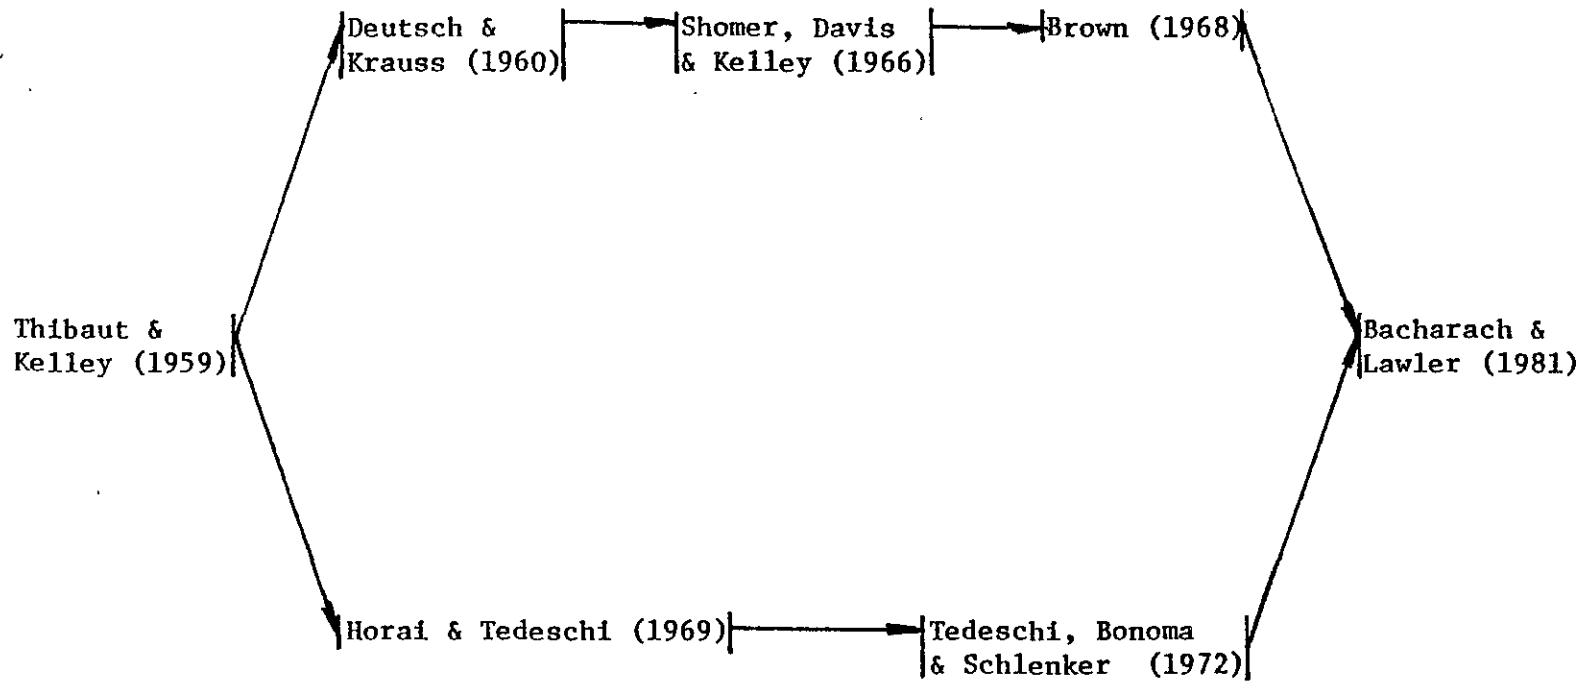 Deutsch &
Krauss (1960)
Shomer, Davis
& Kelley (1966)
Brown (1968)
Thibaut &
Kelley (1959)
Bacharach &
Lawler (1981)
Horai & Tedeschi (1969)
Tedeschi, Bonoma
& Schlenker (1972)